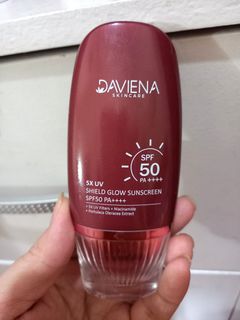 DAVIENA
SKINCARE
SPF
50
PA++++
5X UV
SHIELD GLOW SUNSCREEN
SPF50 PA++++
+ 5X UV Filters + Niacinamide
+ Portulaca Oleracea Extract